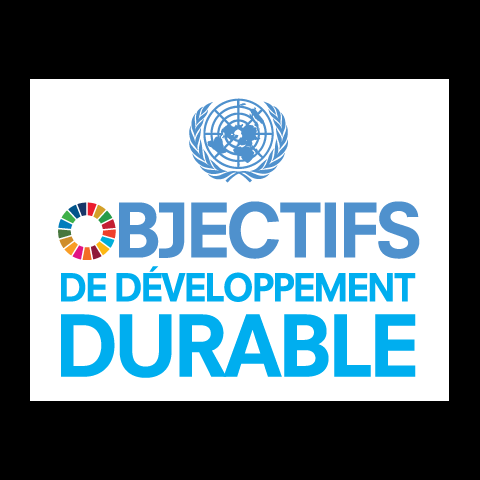 OBJECTIFS
DE DÉVELOPPEMENT
DURABLE